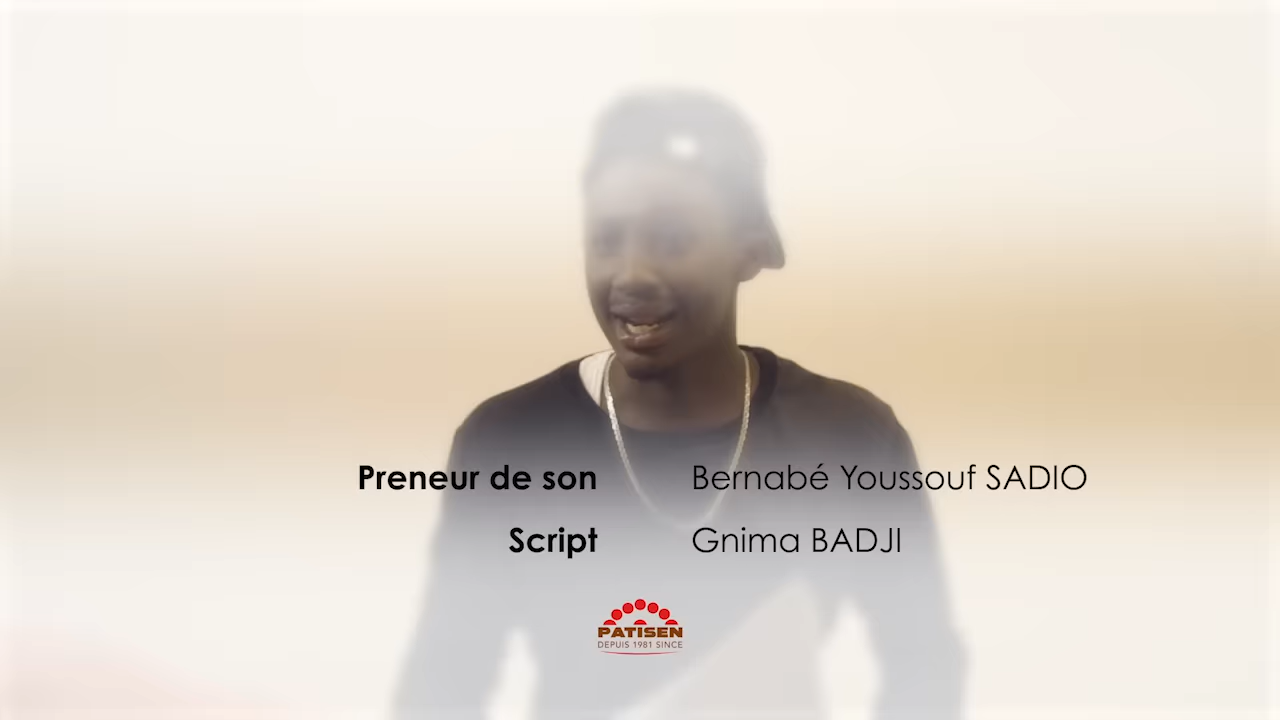 Preneur de son Bernabé Youssouf SADIO
Script Gnima BADJI
PATISEN
DEPUIS 1981 SINCE